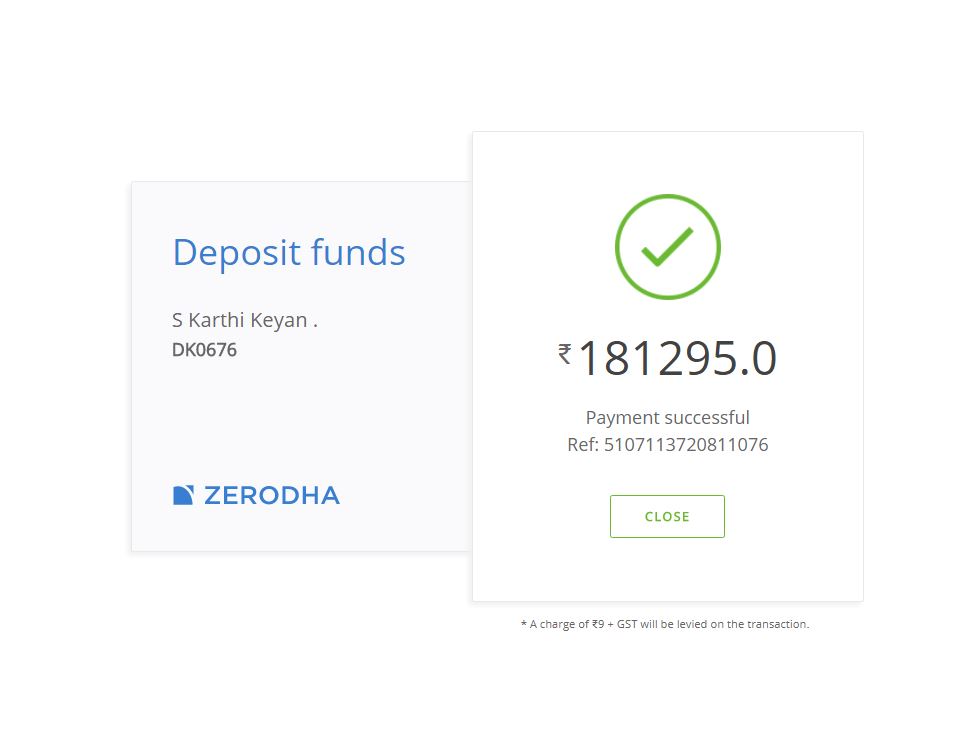 Deposit funds
S Karthi Keyan .
DK0676
ZERODHA
₹181295.0
Payment successful
Ref: 5107113720811076
CLOSE
* A charge of ₹9 + GST will be levied on the transaction.